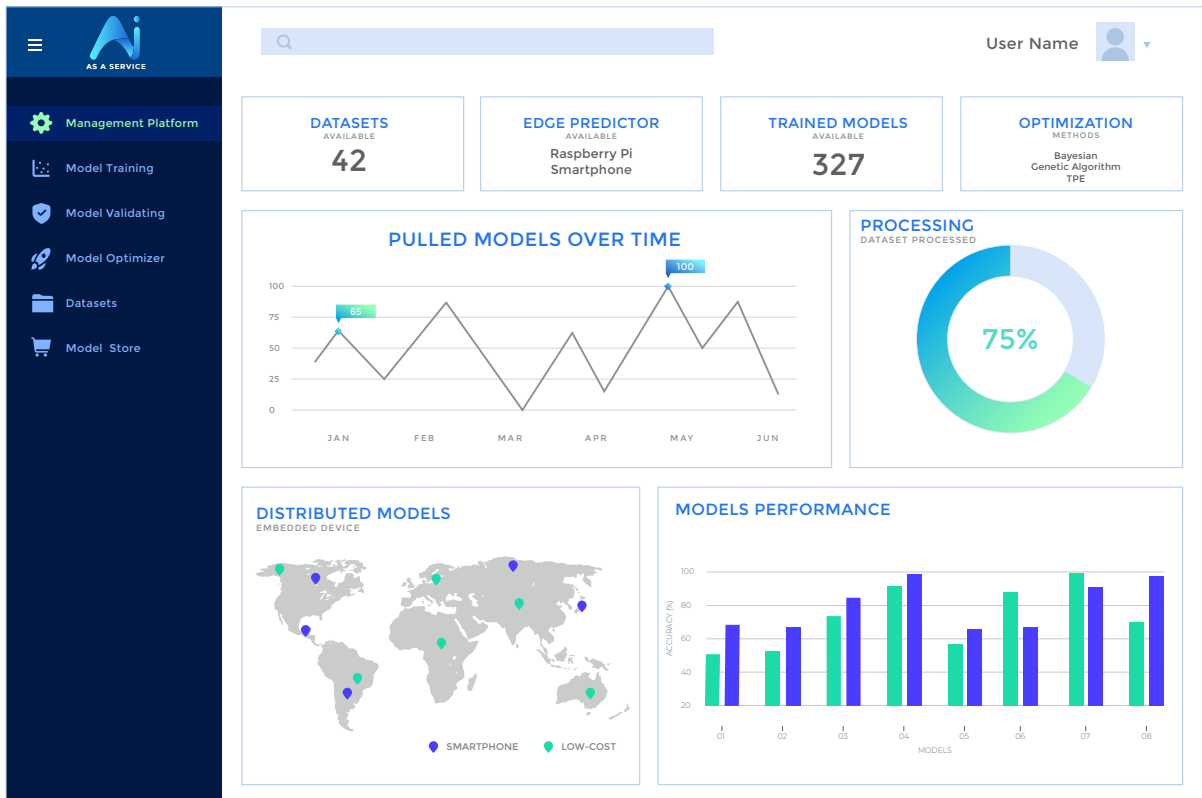 Ai
AS A SERVICE
User Name
Management Platform
Model Training
Model Validating
Model Optimizer
Datasets
Model Store
DATASETS
AVAILABLE
42
EDGE PREDICTOR
AVAILABLE
Raspberry Pi
Smartphone
TRAINED MODELS
AVAILABLE
327
OPTIMIZATION
METHODS
Bayesian
Genetic Algorithm
TPE
PULLED MODELS OVER TIME
100
75
50
25
0
65
100
JAN FEB MAR APR MAY JUN
PROCESSING
DATASET PROCESSED
75%
DISTRIBUTED MODELS
EMBEDDED DEVICE
SMARTPHONE LOW-COST
MODELS PERFORMANCE
ACCURACY (%)
100
80
60
40
20
01 02 03 04 05 06 07 08
MODELS